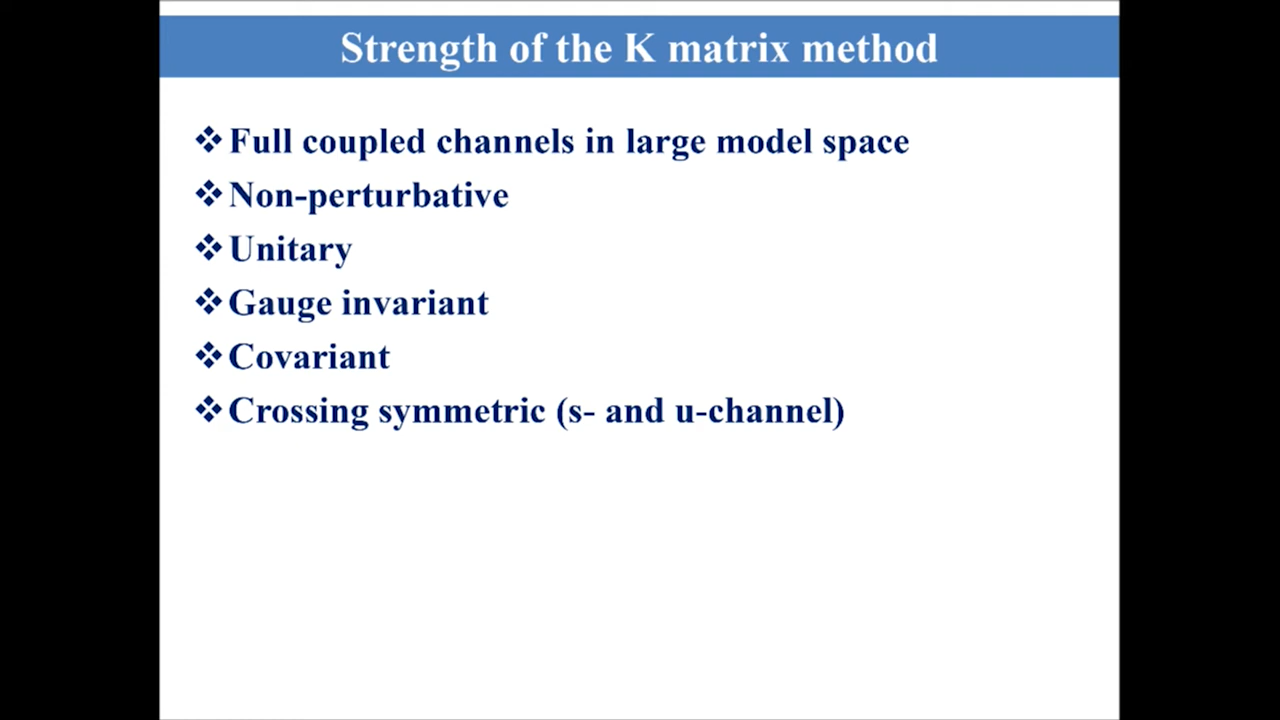 Strength of the K matrix method
❖Full coupled channels in large model space
❖Non-perturbative
❖Unitary
❖Gauge invariant
❖Covariant
❖Crossing symmetric (s- and u-channel)